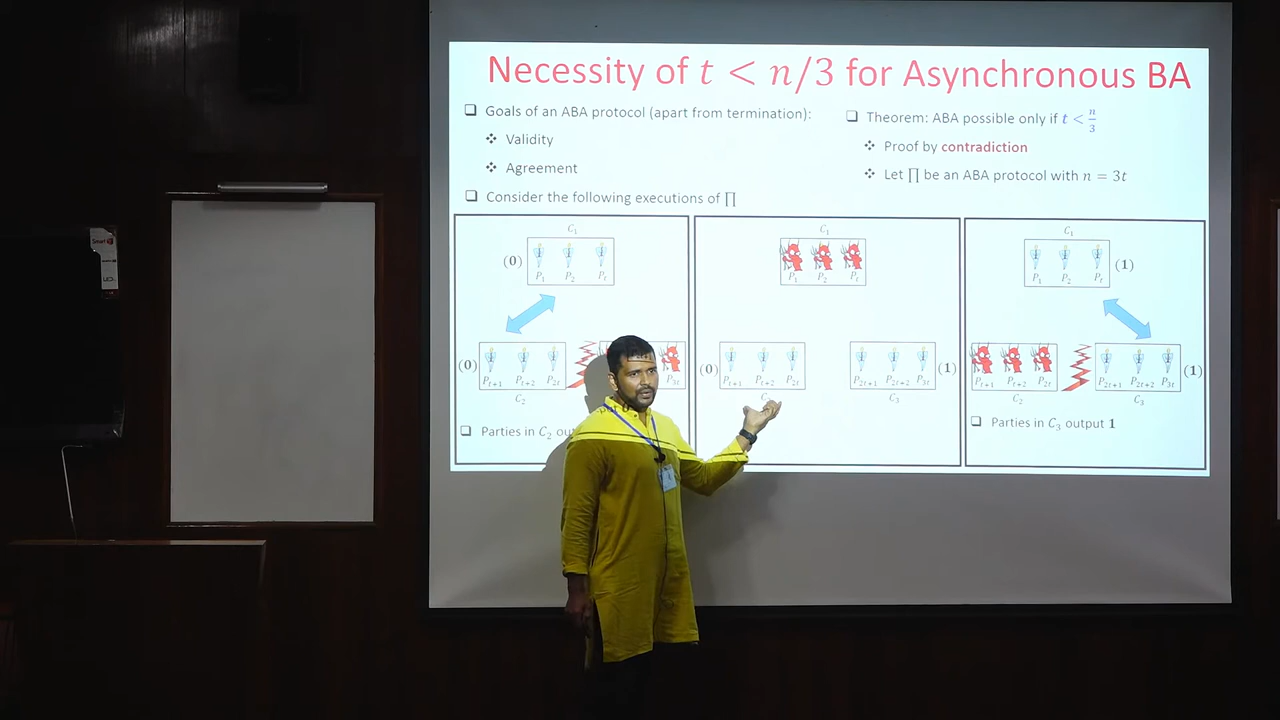 Necessity of t < n/3 for Asynchronous BA
❑ Goals of an ABA protocol (apart from termination):
❖ Validity
❖ Agreement
❑ Consider the following executions of ∏
❑ Theorem: ABA possible only if t < n/3
❖ Proof by contradiction
❖ Let ∏ be an ABA protocol with n = 3t
C₁
(0)
P₁ P₂ Pₜ
(0)
Pₜ₊₁ Pₜ₊₂ P₂ₜ P₃ₜ
C₂
❑ Parties in C₂
C₁
P₁ P₂ Pₜ
(0)
Pₜ₊₁ Pₜ₊₂ P₂ₜ
P₂ₜ₊₁ P₂ₜ₊₂ P₃ₜ
(1)
C₃
C₁
P₁ P₂ Pₜ
(1)
Pₜ₊₁ Pₜ₊₂ P₂ₜ
P₂ₜ₊₁ P₂ₜ₊₂ P₃ₜ
(1)
C₂ C₃
❑ Parties in C₃ output 1
Smart